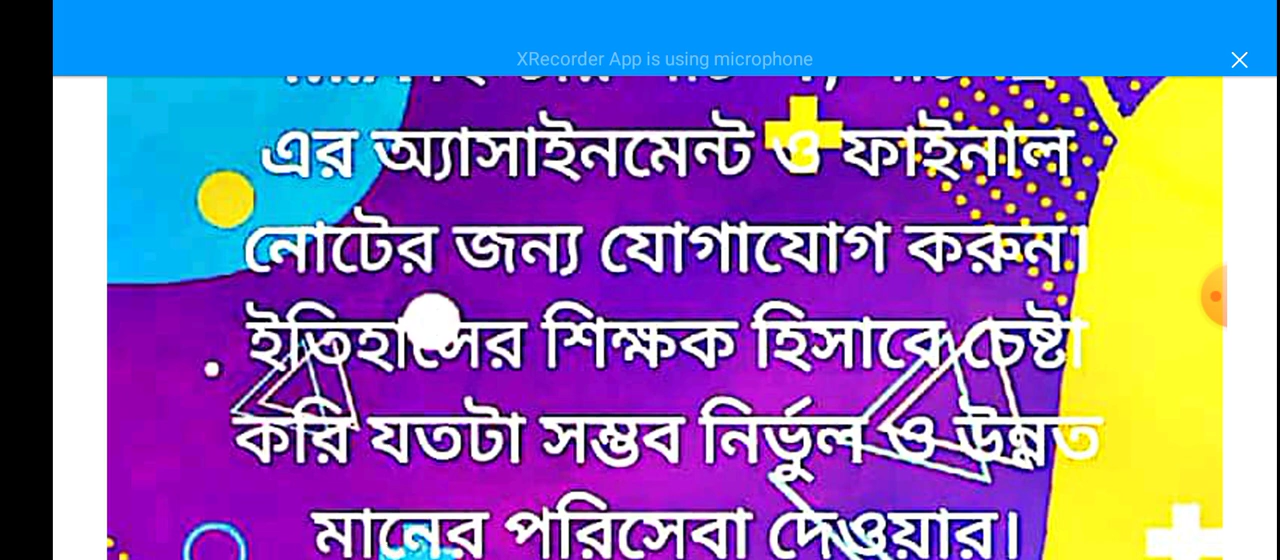 XRecorder App is using microphone
এর অ্যাসাইনমেন্ট ও ফাইনাল
নোটের জন্য যোগাযোগ করুন।
ইতিহাসের শিক্ষক হিসাবে চেষ্টা
করি যতটা সম্ভব নির্ভুল ও উন্নত
মানের পরিসেবা দেওয়ার।